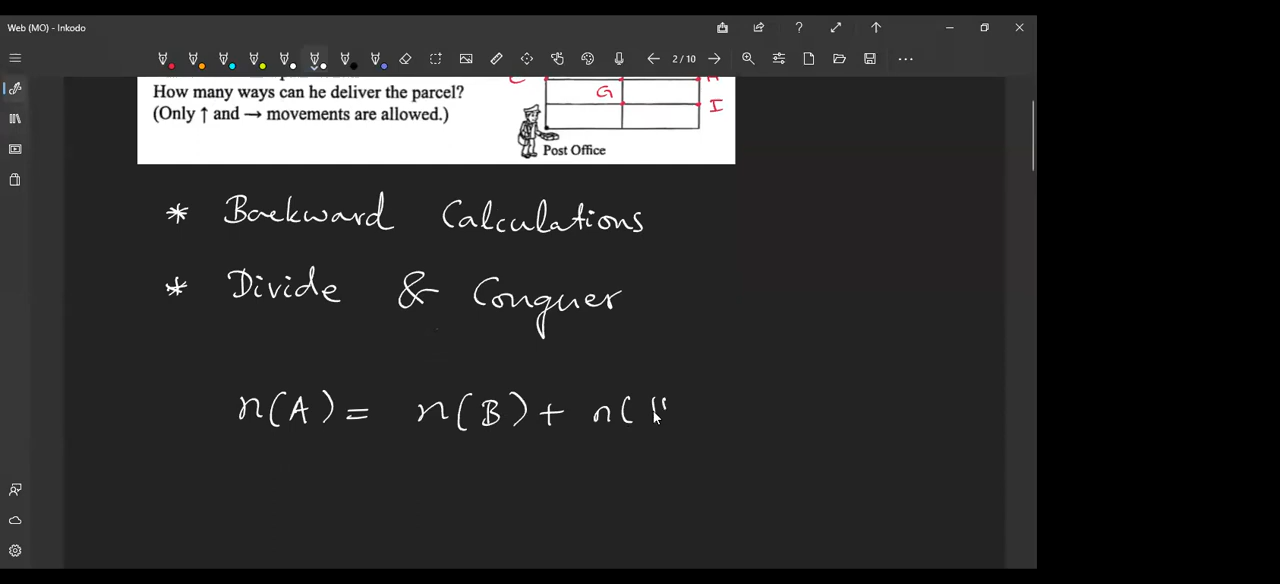 Web (MO) - Inkodo
2/10
How many ways can he deliver the parcel?
G
I
(Only ↑ and → movements are allowed.)
Post Office
* Backward Calculations
* Divide & Conquer
n(A) = n(B) + n(